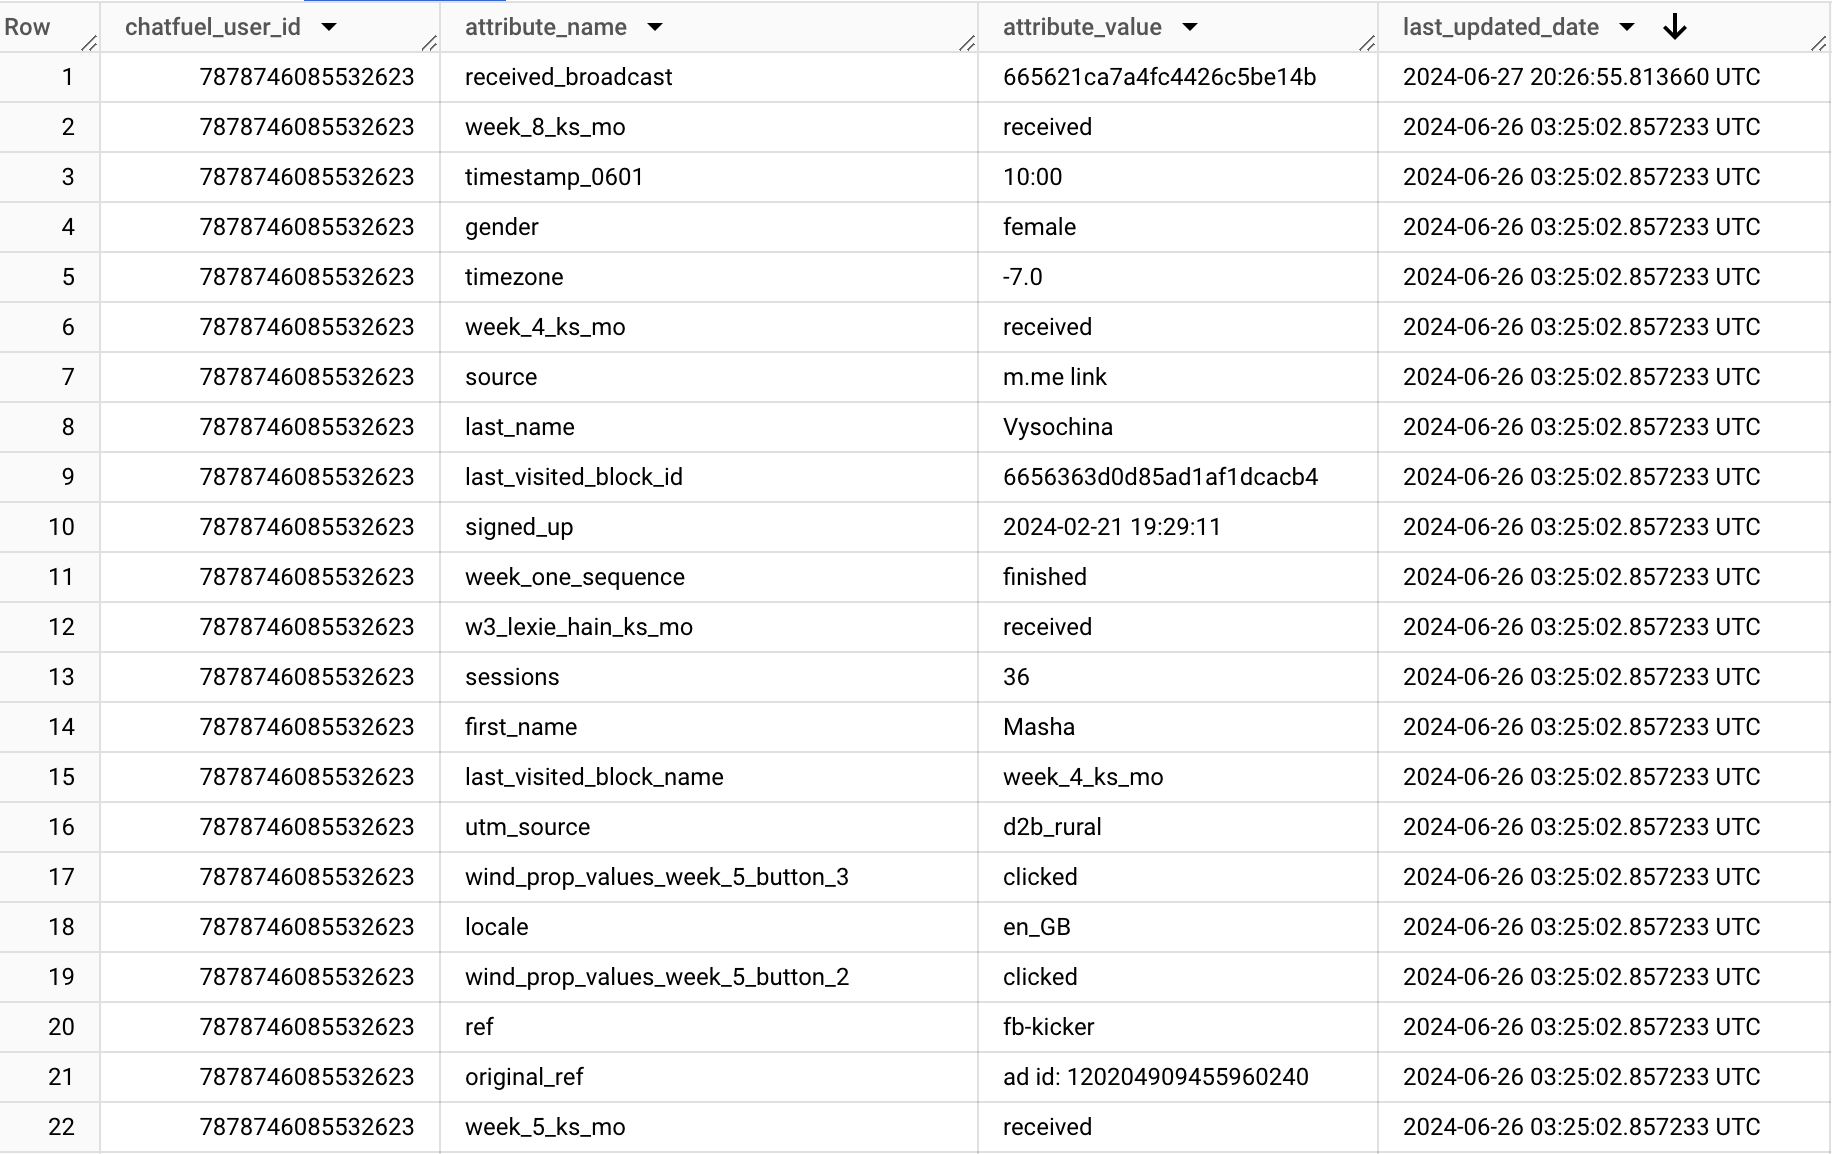 Row chatfuel_user_id attribute_name attribute_value last_updated_date
1 7878746085532623 received_broadcast 665621ca7a4fc4426c5be14b 2024-06-27 20:26:55.813660 UTC
2 7878746085532623 week_8_ks_mo received 2024-06-26 03:25:02.857233 UTC
3 7878746085532623 timestamp_0601 10:00 2024-06-26 03:25:02.857233 UTC
4 7878746085532623 gender female 2024-06-26 03:25:02.857233 UTC
5 7878746085532623 timezone -7.0 2024-06-26 03:25:02.857233 UTC
6 7878746085532623 week_4_ks_mo received 2024-06-26 03:25:02.857233 UTC
7 7878746085532623 source m.me link 2024-06-26 03:25:02.857233 UTC
8 7878746085532623 last_name Vysochina 2024-06-26 03:25:02.857233 UTC
9 7878746085532623 last_visited_block_id 6656363d0d85ad1af1dcacb4 2024-06-26 03:25:02.857233 UTC
10 7878746085532623 signed_up 2024-02-21 19:29:11 2024-06-26 03:25:02.857233 UTC
11 7878746085532623 week_one_sequence finished 2024-06-26 03:25:02.857233 UTC
12 7878746085532623 w3_lexie_hain_ks_mo received 2024-06-26 03:25:02.857233 UTC
13 7878746085532623 sessions 36 2024-06-26 03:25:02.857233 UTC
14 7878746085532623 first_name Masha 2024-06-26 03:25:02.857233 UTC
15 7878746085532623 last_visited_block_name week_4_ks_mo 2024-06-26 03:25:02.857233 UTC
16 7878746085532623 utm_source d2b_rural 2024-06-26 03:25:02.857233 UTC
17 7878746085532623 wind_prop_values_week_5_button_3 clicked 2024-06-26 03:25:02.857233 UTC
18 7878746085532623 locale en_GB 2024-06-26 03:25:02.857233 UTC
19 7878746085532623 wind_prop_values_week_5_button_2 clicked 2024-06-26 03:25:02.857233 UTC
20 7878746085532623 ref fb-kicker 2024-06-26 03:25:02.857233 UTC
21 7878746085532623 original_ref ad id: 120204909455960240 2024-06-26 03:25:02.857233 UTC
22 7878746085532623 week_5_ks_mo received 2024-06-26 03:25:02.857233 UTC